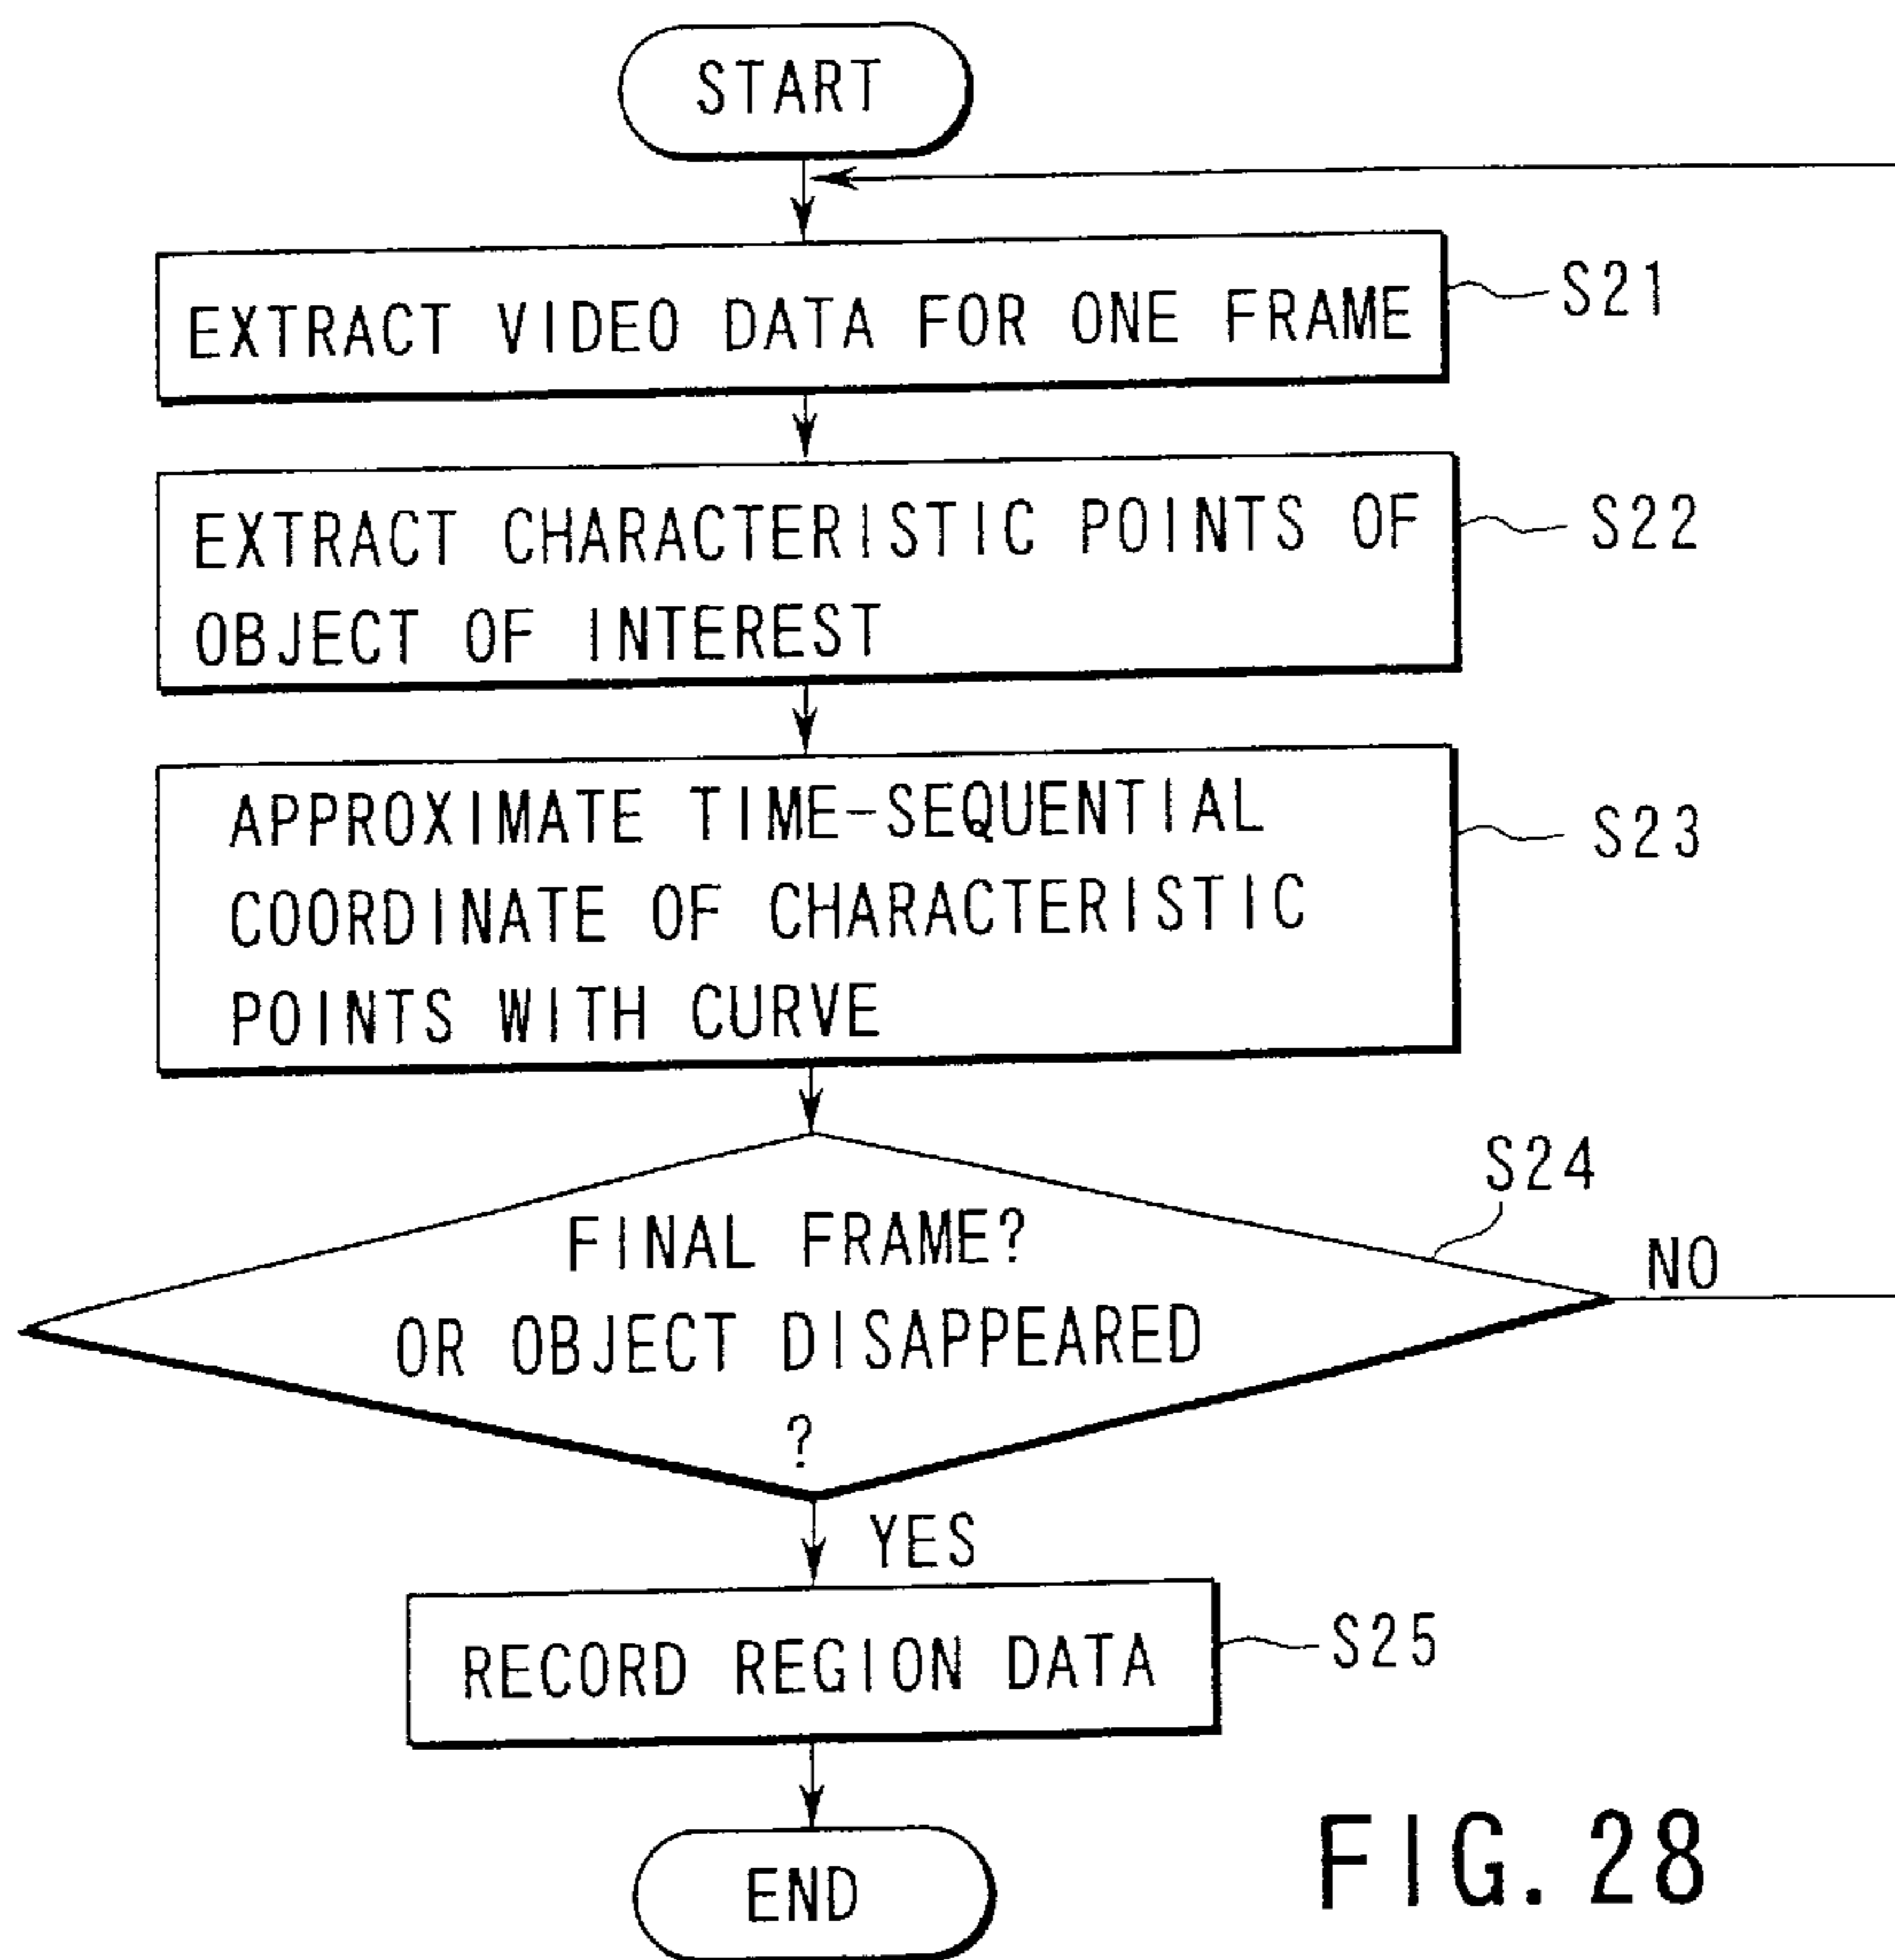 START
EXTRACT VIDEO DATA FOR ONE FRAME
S21
EXTRACT CHARACTERISTIC POINTS OF
OBJECT OF INTEREST
S22
APPROXIMATE TIME-SEQUENTIAL
COORDINATE OF CHARACTERISTIC
POINTS WITH CURVE
S23
FINAL FRAME?
OR OBJECT DISAPPEARED
?
S24
NO
YES
RECORD REGION DATA
S25
END
FIG. 28